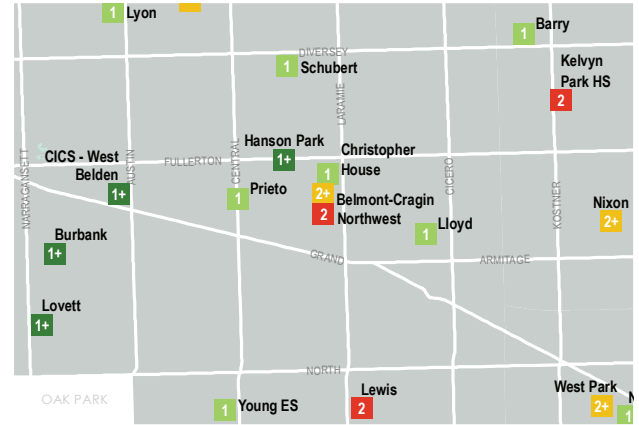 Lyon
Barry
1
1
DIVERSEY
1
Schubert
Kelvyn
Park HS
2
LARAMIE
Hanson Park
1+
Christopher
House
1
CICS - West
Belden
1+
FULLERTON
CENTRAL
AUSTIN
NARRAGANSETT
CICERO
KOSTNER
1
Prieto
2+
Belmont-Cragin
2
Northwest
1
Lloyd
Nixon
2+
Burbank
1+
GRAND
ARMITAGE
Lovett
1+
NORTH
OAK PARK
1
Young ES
Lewis
2
West Park
2+
N
1